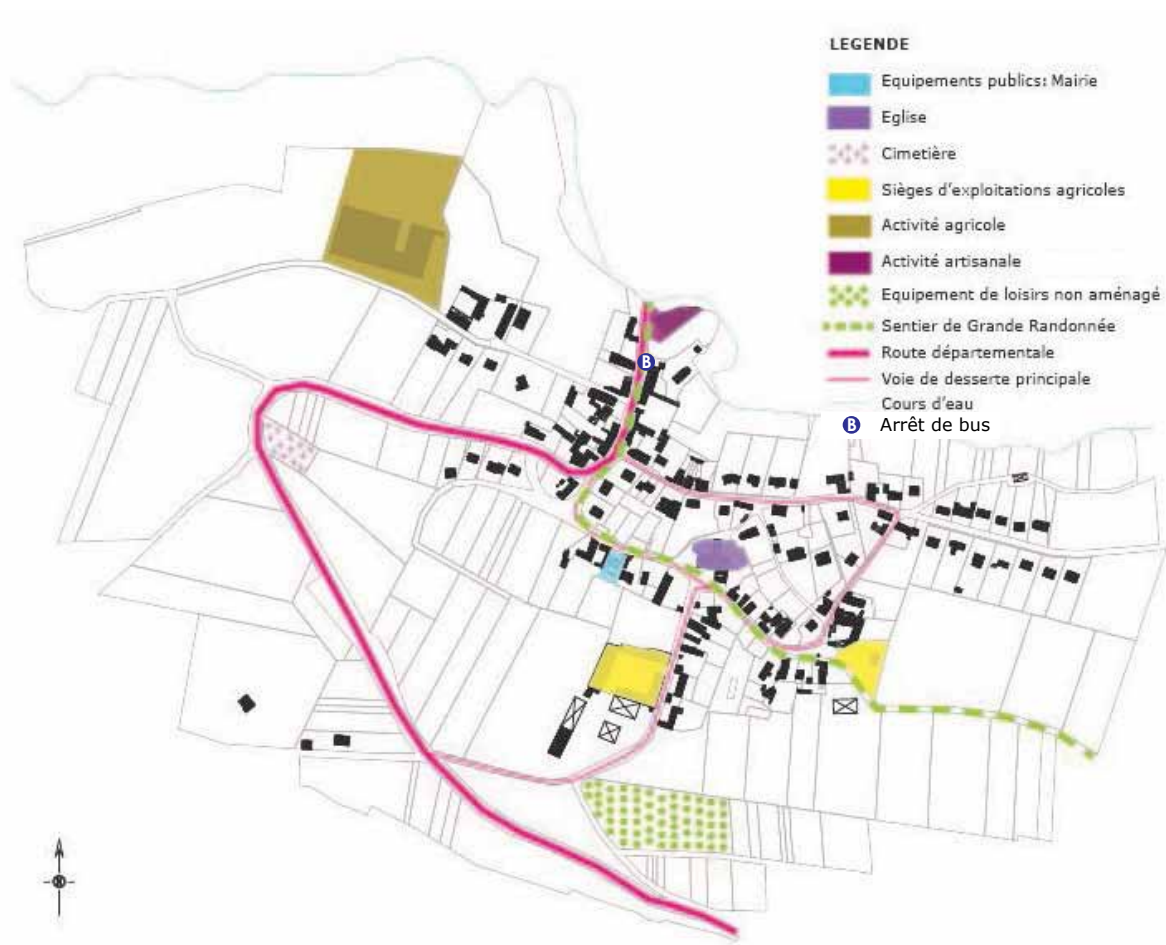 LEGENDE
Equipements publics: Mairie
Eglise
Cimetière
Sièges d'exploitations agricoles
Activité agricole
Activité artisanale
Equipement de loisirs non aménagé
Sentier de Grande Randonnée
Route départementale
Voie de desserte principale
Cours d'eau
B Arrêt de bus
B